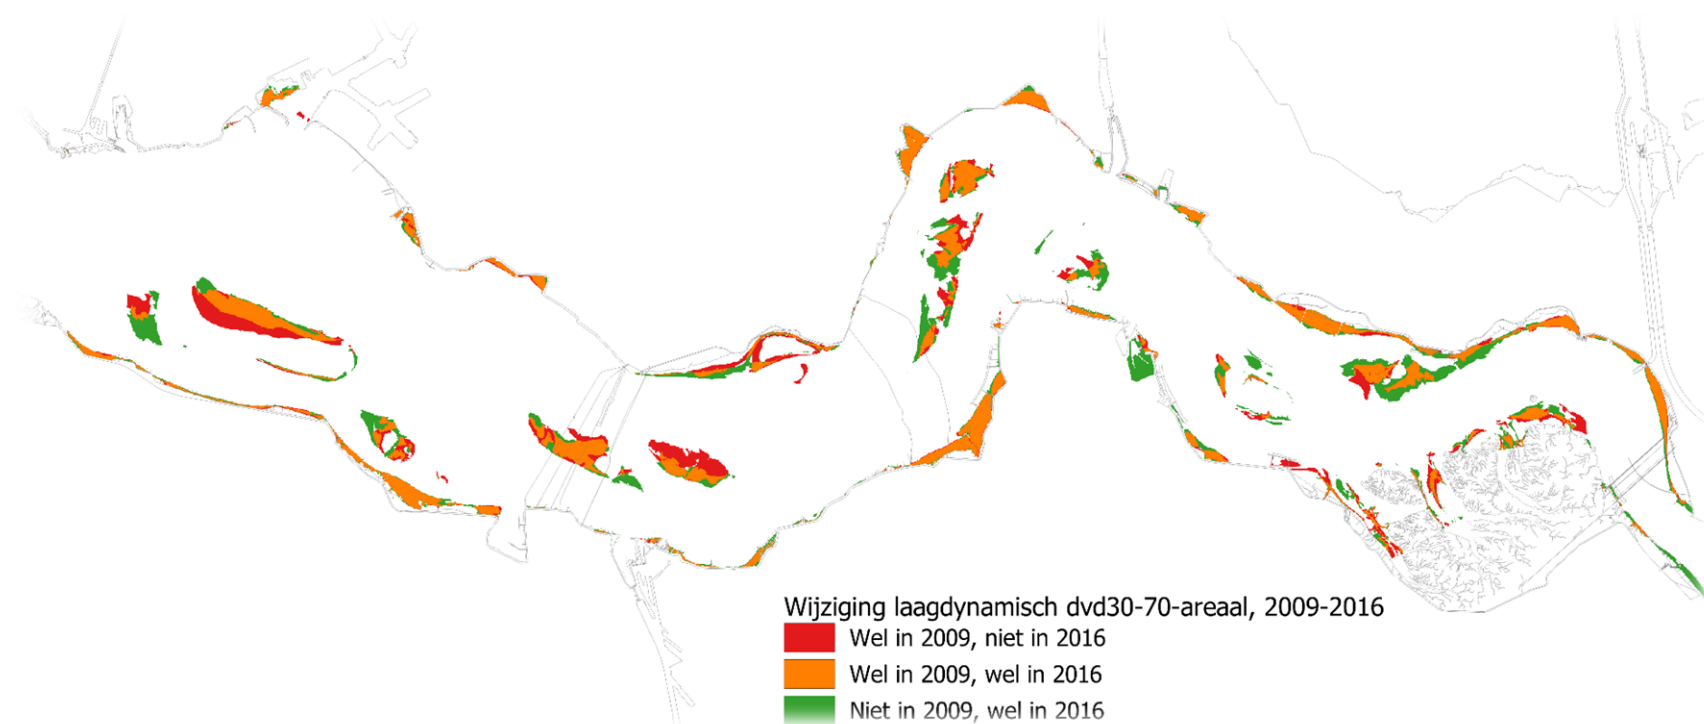 Wijziging laagdynamisch dvd30-70-areaal, 2009-2016
Wel in 2009, niet in 2016
Wel in 2009, wel in 2016
Niet in 2009, wel in 2016